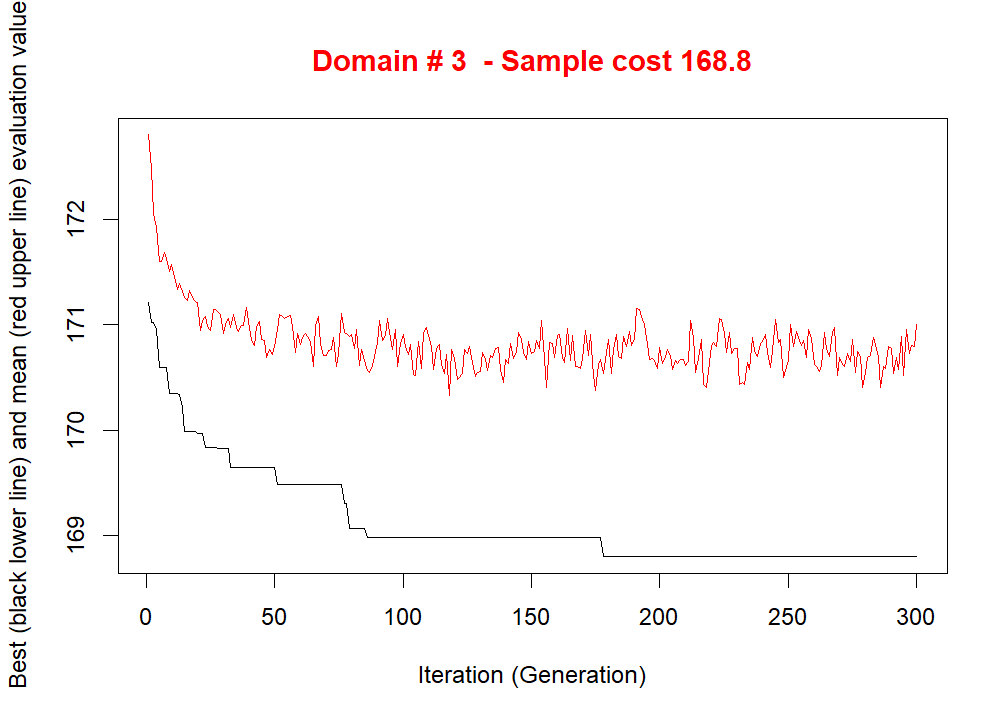 Domain # 3  - Sample cost 168.8
Best (black lower line) and mean (red upper line) evaluation value
172
171
170
169
0 50 100 150 200 250 300
Iteration (Generation)